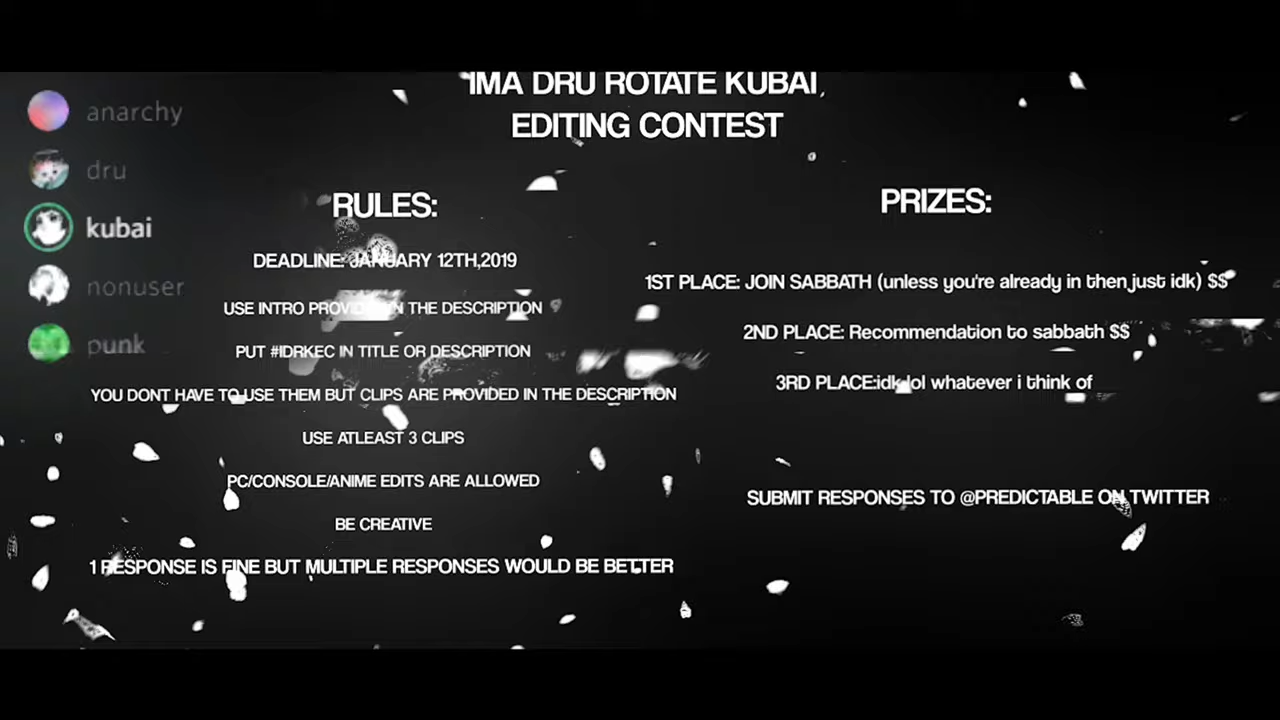 IMA DRU ROTATE KUBAI
EDITING CONTEST
anarchy
dru
kubai
nonuser
punk
RULES:
DEADLINE: JANUARY 12TH,2019
USE INTRO PROVIDED IN THE DESCRIPTION
PUT #IDRKEC IN TITLE OR DESCRIPTION
YOU DONT HAVE TO USE THEM BUT CLIPS ARE PROVIDED IN THE DESCRIPTION
USE ATLEAST 3 CLIPS
PC/CONSOLE/ANIME EDITS ARE ALLOWED
BE CREATIVE
1 RESPONSE IS FINE BUT MULTIPLE RESPONSES WOULD BE BETTER
PRIZES:
1ST PLACE: JOIN SABBATH (unless you're already in then just idk) $$
2ND PLACE: Recommendation to sabbath $$
3RD PLACE:idk lol whatever i think of
SUBMIT RESPONSES TO @PREDICTABLE ON TWITTER